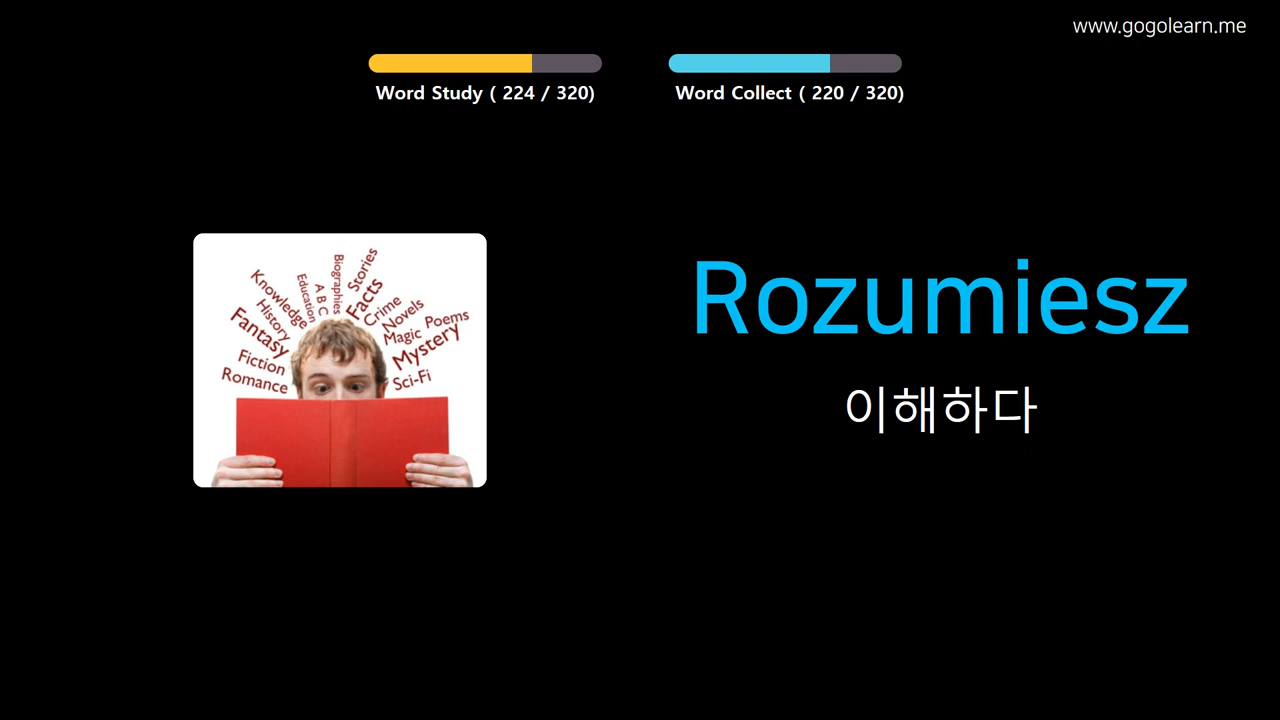 www.gogolearn.me
Word Study ( 224 / 320)
Word Collect ( 220 / 320)
Rozumiesz
이해하다
Knowledge
History
Fantasy
Fiction
Romance
Education
A B C
Biographies
Stories
Facts
Crime
Novels
Magic
Poems
Mystery
Sci-Fi